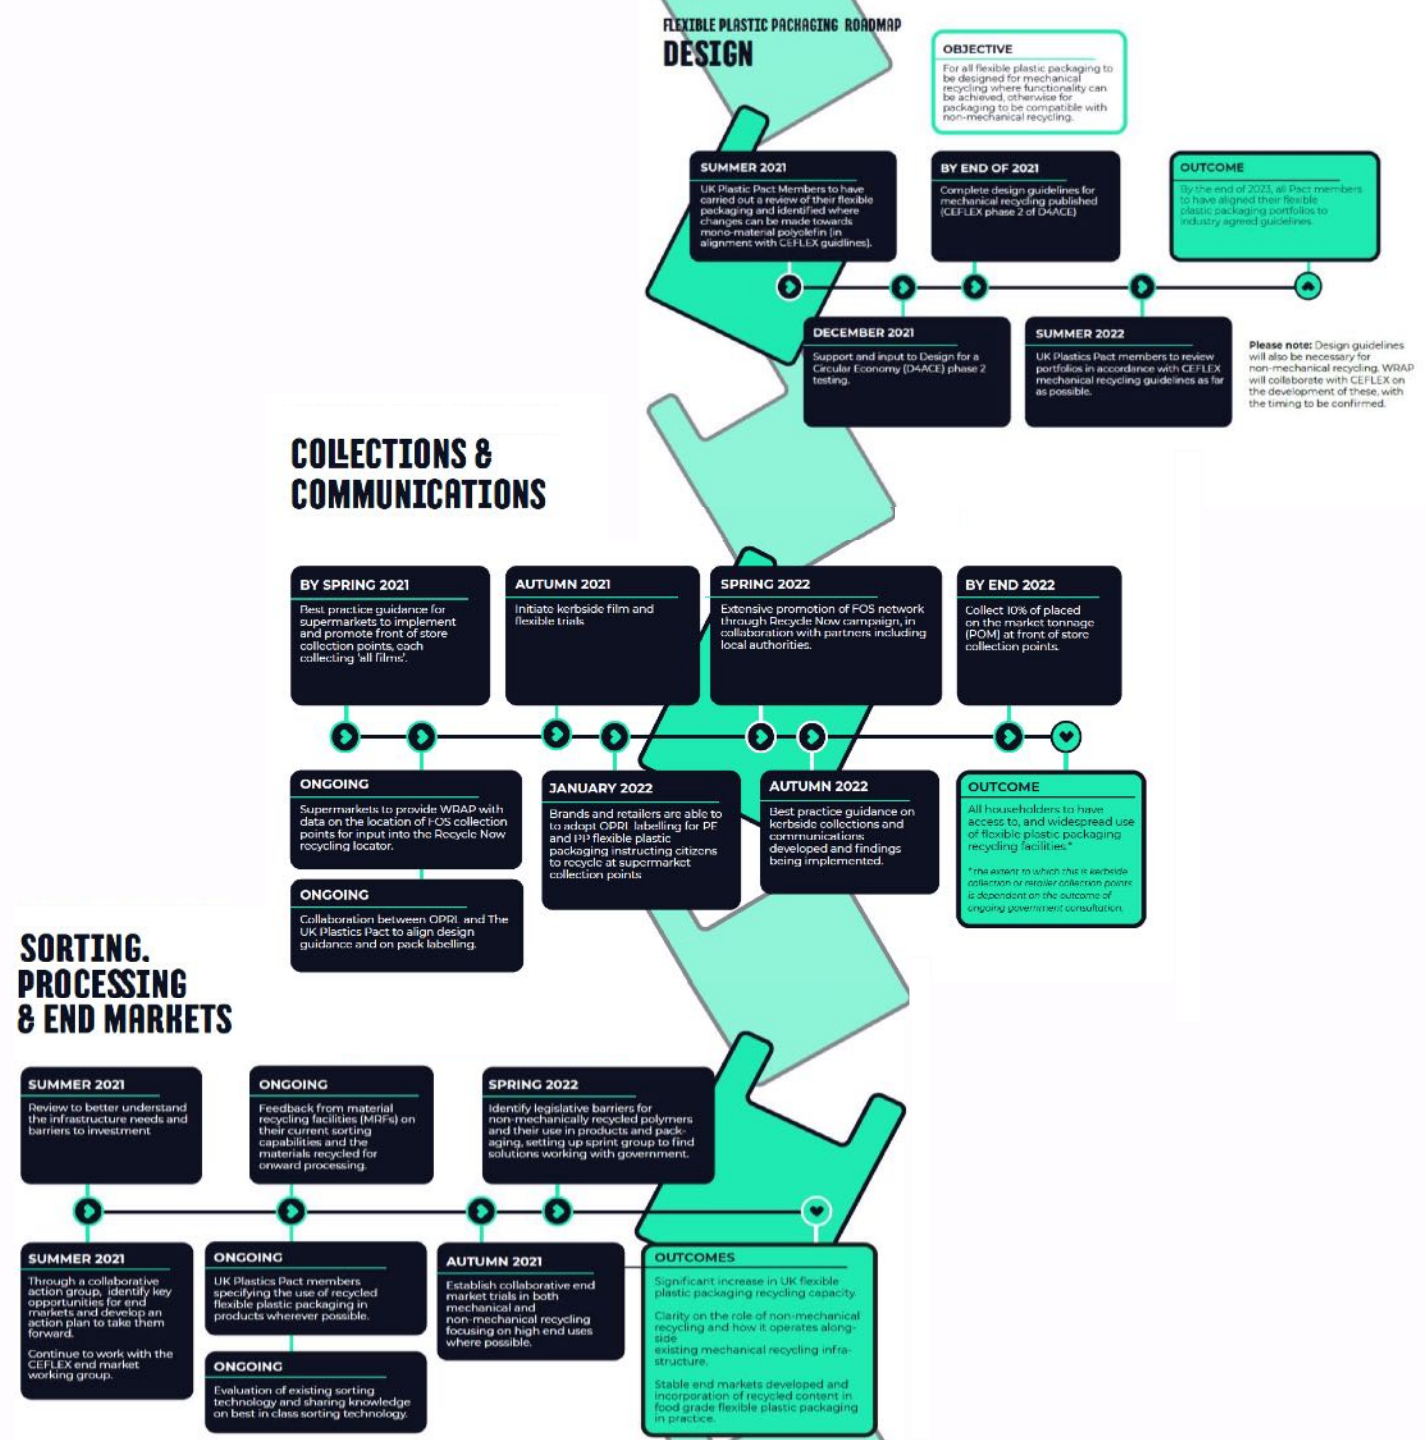 FLEXIBLE PLASTIC PACKAGING ROADMAP
DESIGN
OBJECTIVE
For all flexible plastic packaging to
be designed for mechanical
recycling where functionality can
be achieved, otherwise for
packaging to be compatible with
non-mechanical recycling.
SUMMER 2021
UK Plastic Pact Members to have
carried out a review of their flexible
packaging and identified where
changes can be made towards
mono-material polyolefin (in
alignment with CEFLEX guidlines).
BY END OF 2021
Complete design guidelines for
mechanical recycling published
(CEFLEX phase 2 of D4ACE)
OUTCOME
By the end of 2023, all Pact members
to have aligned their flexible
plastic packaging portfolios to
industry agreed guidelines
DECEMBER 2021
Support and input to Design for a
Circular Economy (D4ACE) phase 2
testing.
SUMMER 2022
UK Plastics Pact members to review
portfolios in accordance with CEFLEX
mechanical recycling guidelines as far
as possible.
Please note: Design guidelines
will also be necessary for
non-mechanical recycling. WRAP
will collaborate with CEFLEX on
the development of these, with
the timing to be confirmed.
COLLECTIONS &
COMMUNICATIONS
BY SPRING 2021
Best practice guidance for
supermarkets to implement
and promote front of store
collection points, each
collecting 'all films'.
AUTUMN 2021
Initiate kerbside film and
flexible trials
SPRING 2022
Extensive promotion of FOS network
through Recycle Now campaign, in
collaboration with partners including
local authorities.
BY END 2022
Collect 10% of placed
on the market tonnage
(POM) at front of store
collection points.
ONGOING
Supermarkets to provide WRAP with
data on the location of FOS collection
points for input into the Recycle Now
recycling locator.
ONGOING
Collaboration between OPRL and The
UK Plastics Pact to align design
guidance and on pack labelling.
JANUARY 2022
Brands and retailers are able to
to adopt OPRL labelling for PE
and PP flexible plastic
packaging instructing citizens
to recycle at supermarket
collection points
AUTUMN 2022
Best practice guidance on
kerbside collections and
communications
developed and findings
being implemented.
OUTCOME
All householders to have
access to, and widespread use
of flexible plastic packaging
recycling facilities.*
*the extent to which this is kerbside
collection or retailer collection points
is dependent on the outcome of
ongoing government consultation.
SORTING,
PROCESSING
& END MARKETS
SUMMER 2021
Review to better understand
the infrastructure needs and
barriers to investment
ONGOING
Feedback from material
recycling facilities (MRFs) on
their current sorting
capabilities and the
materials recycled for
onward processing.
SPRING 2022
Identify legislative barriers for
non-mechanically recycled polymers
and their use in products and pack-
aging, setting up sprint group to find
solutions working with government.
SUMMER 2021
Through a collaborative
action group, identify key
opportunities for end
markets and develop an
action plan to take them
forward.
Continue to work with the
CEFLEX end market
working group.
ONGOING
UK Plastics Pact members
specifying the use of recycled
flexible plastic packaging in
products wherever possible.
ONGOING
Evaluation of existing sorting
technology and sharing knowledge
on best in class sorting technology.
AUTUMN 2021
Establish collaborative end
market trials in both
mechanical and
non-mechanical recycling
focusing on high end uses
where possible.
OUTCOMES
Significant increase in UK flexible
plastic packaging recycling capacity.
Clarity on the role of non-mechanical
recycling and how it operates along-
side
existing mechanical recycling infra-
structure.
Stable end markets developed and
incorporation of recycled content in
food grade flexible plastic packaging
in practice.